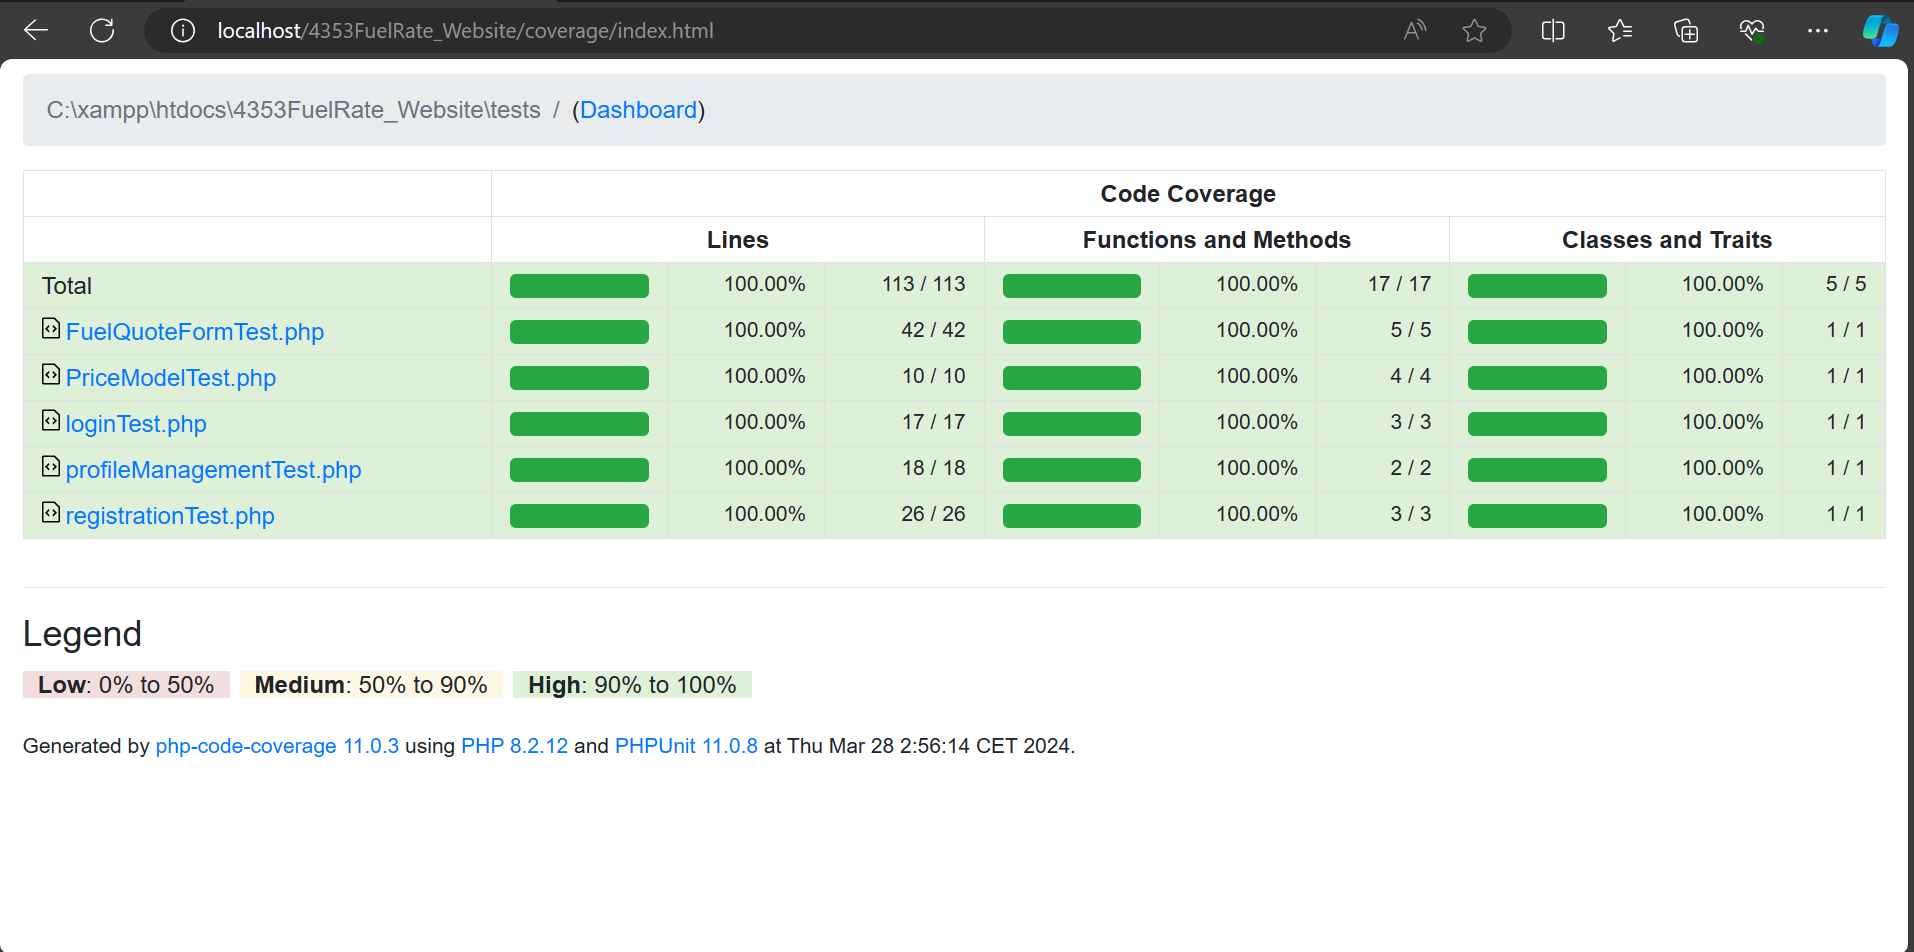 localhost/4353FuelRate_Website/coverage/index.html
C:\xampp\htdocs\4353FuelRate_Website\tests / (Dashboard)
Code Coverage
Lines Functions and Methods Classes and Traits
Total 100.00% 113 / 113 100.00% 17 / 17 100.00% 5 / 5
FuelQuoteFormTest.php 100.00% 42 / 42 100.00% 5 / 5 100.00% 1 / 1
PriceModelTest.php 100.00% 10 / 10 100.00% 4 / 4 100.00% 1 / 1
loginTest.php 100.00% 17 / 17 100.00% 3 / 3 100.00% 1 / 1
profileManagementTest.php 100.00% 18 / 18 100.00% 2 / 2 100.00% 1 / 1
registrationTest.php 100.00% 26 / 26 100.00% 3 / 3 100.00% 1 / 1
Legend
Low: 0% to 50% Medium: 50% to 90% High: 90% to 100%
Generated by php-code-coverage 11.0.3 using PHP 8.2.12 and PHPUnit 11.0.8 at Thu Mar 28 2:56:14 CET 2024.